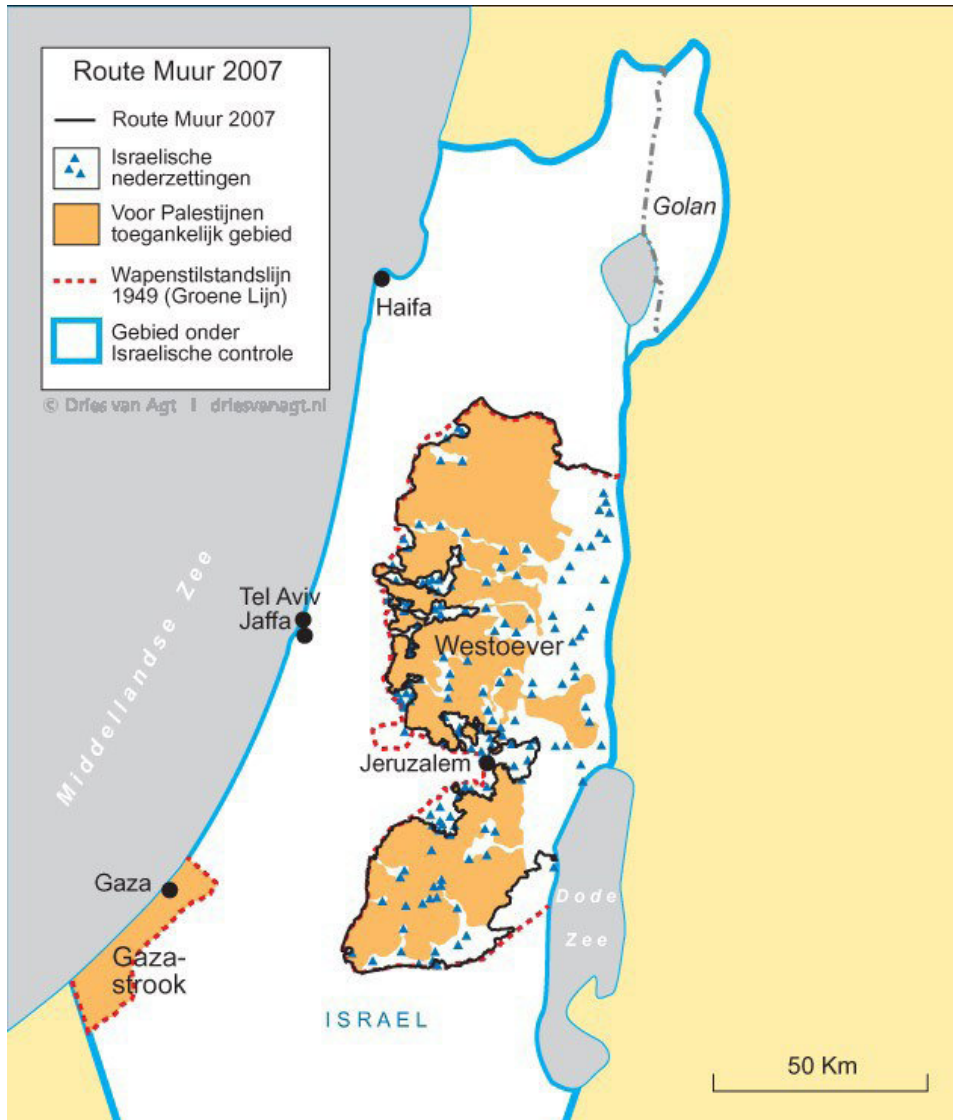 Route Muur 2007
Route Muur 2007
Israelische
nederzettingen
Voor Palestijnen
toegankelijk gebied
Wapenstilstandslijn
1949 (Groene Lijn)
Gebied onder
Israelische controle
© Dries van Agt I driesvanagt.nl
Golan
Haifa
Tel Aviv
Jaffa
Middellandse Zee
Westoever
Jeruzalem
Gaza
Gaza-
strook
Dode
Zee
ISRAEL
50 Km